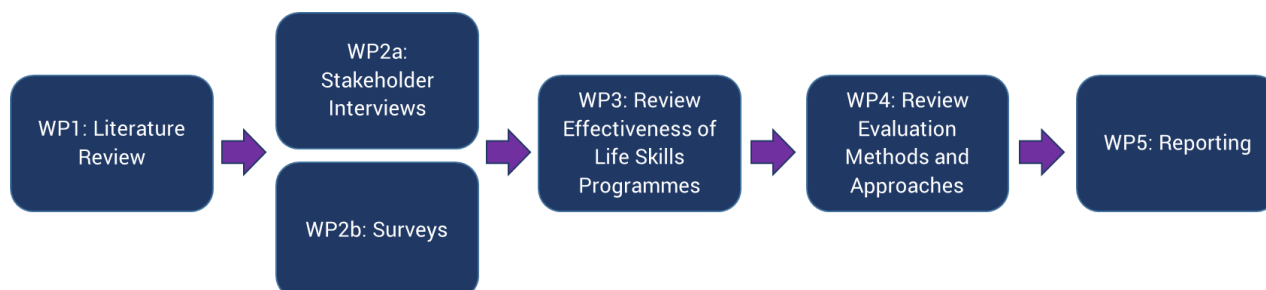 WP1: Literature
Review
WP2a:
Stakeholder
Interviews
WP2b: Surveys
WP3: Review
Effectiveness of
Life Skills
Programmes
WP4: Review
Evaluation
Methods and
Approaches
WP5: Reporting